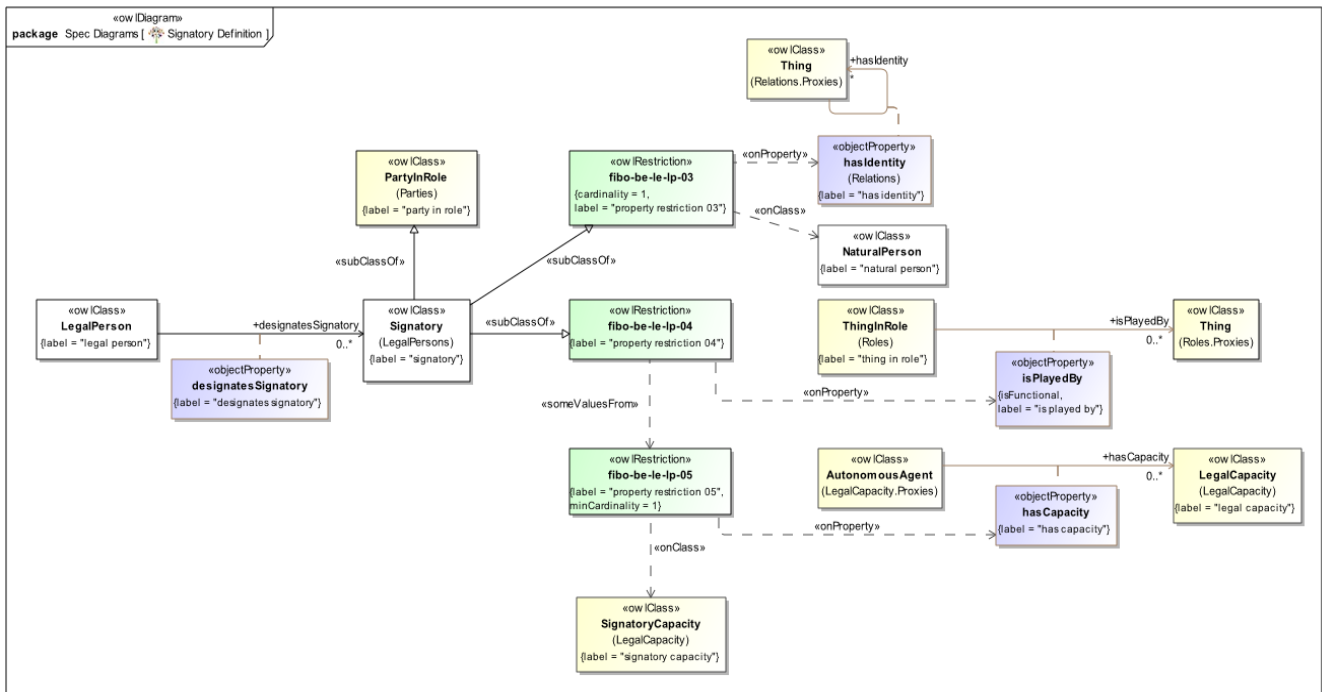 «owlDiagram»
package Spec Diagrams [ Signatory Definition ]
«owlClass»
Thing
(Relations.Proxies)
+hasIdentity
*
«owlClass»
PartyInRole
(Parties)
{label = "party in role"}
«owlRestriction»
fibo-be-le-lp-03
{cardinality = 1,
label = "property restriction 03"}
«onProperty»
«objectProperty»
hasIdentity
(Relations)
{label = "has identity"}
«onClass»
«owlClass»
NaturalPerson
{label = "natural person"}
«subClassOf»
«subClassOf»
«owlClass»
LegalPerson
{label = "legal person"}
+designatesSignatory
0..*
«objectProperty»
designatesSignatory
{label = "designates signatory"}
«owlClass»
Signatory
(LegalPersons)
{label = "signatory"}
«subClassOf»
«owlRestriction»
fibo-be-le-lp-04
{label = "property restriction 04"}
«owlClass»
ThingInRole
(Roles)
{label = "thing in role"}
+isPlayedBy
0..*
«owlClass»
Thing
(Roles.Proxies)
«onProperty»
«objectProperty»
isPlayedBy
{isFunctional,
label = "is played by"}
«someValuesFrom»
«owlRestriction»
fibo-be-le-lp-05
{label = "property restriction 05",
minCardinality = 1}
«owlClass»
AutonomousAgent
(LegalCapacity.Proxies)
+hasCapacity
0..*
«owlClass»
LegalCapacity
(LegalCapacity)
{label = "legal capacity"}
«onProperty»
«objectProperty»
hasCapacity
{label = "has capacity"}
«onClass»
«owlClass»
SignatoryCapacity
(LegalCapacity)
{label = "signatory capacity"}